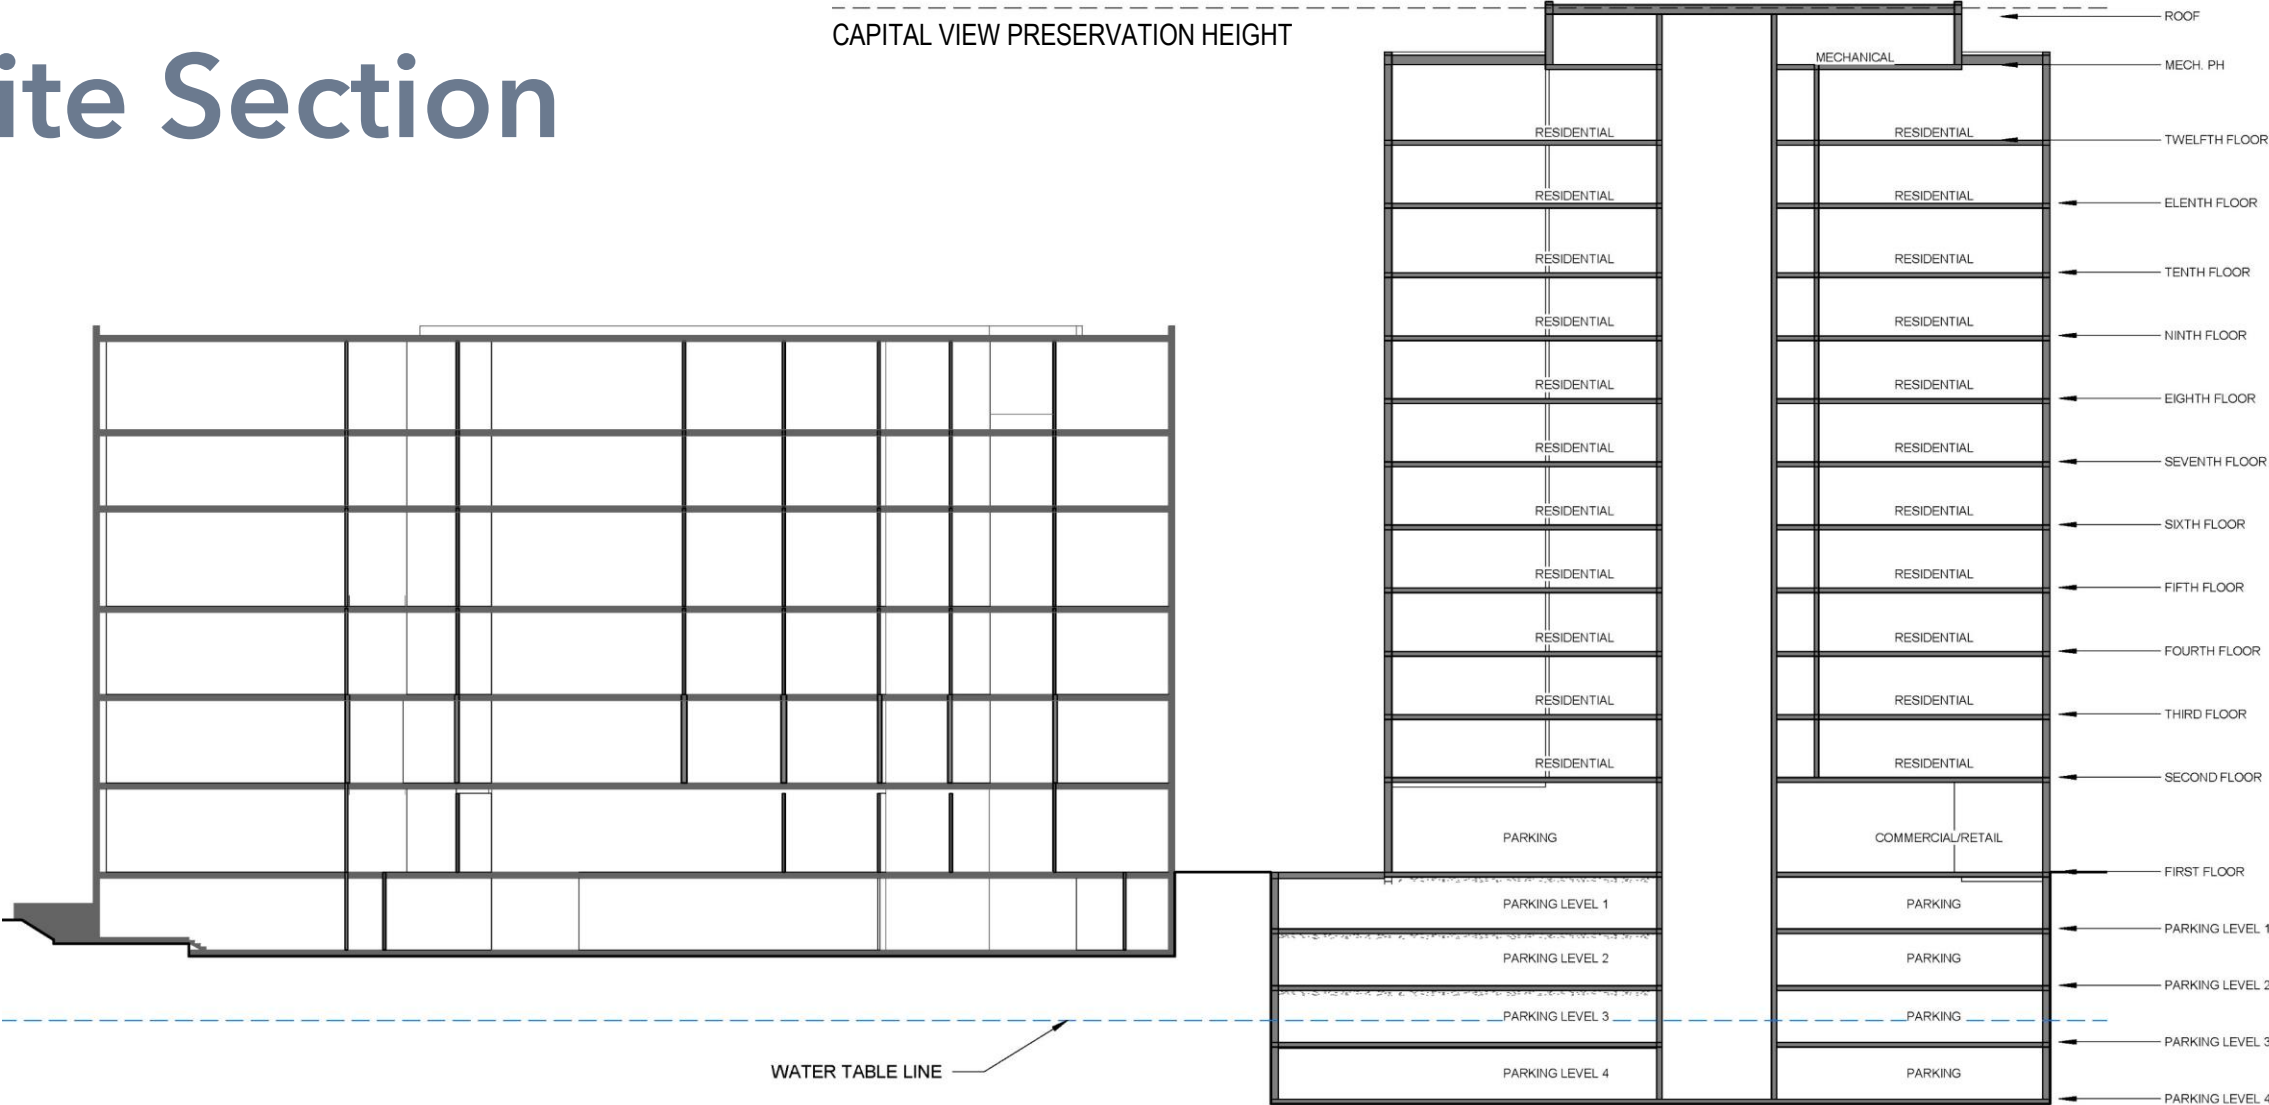 ite Section
CAPITAL VIEW PRESERVATION HEIGHT
ROOF
MECHANICAL
MECH. PH
RESIDENTIAL RESIDENTIAL TWELFTH FLOOR
RESIDENTIAL RESIDENTIAL ELENTH FLOOR
RESIDENTIAL RESIDENTIAL TENTH FLOOR
RESIDENTIAL RESIDENTIAL NINTH FLOOR
RESIDENTIAL RESIDENTIAL EIGHTH FLOOR
RESIDENTIAL RESIDENTIAL SEVENTH FLOOR
RESIDENTIAL RESIDENTIAL SIXTH FLOOR
RESIDENTIAL RESIDENTIAL FIFTH FLOOR
RESIDENTIAL RESIDENTIAL FOURTH FLOOR
RESIDENTIAL RESIDENTIAL THIRD FLOOR
RESIDENTIAL RESIDENTIAL SECOND FLOOR
PARKING COMMERCIAL/RETAIL
FIRST FLOOR
PARKING LEVEL 1 PARKING
PARKING LEVEL 1
PARKING LEVEL 2 PARKING
PARKING LEVEL 2
PARKING LEVEL 3 PARKING
PARKING LEVEL 3
WATER TABLE LINE
PARKING LEVEL 4 PARKING
PARKING LEVEL 4